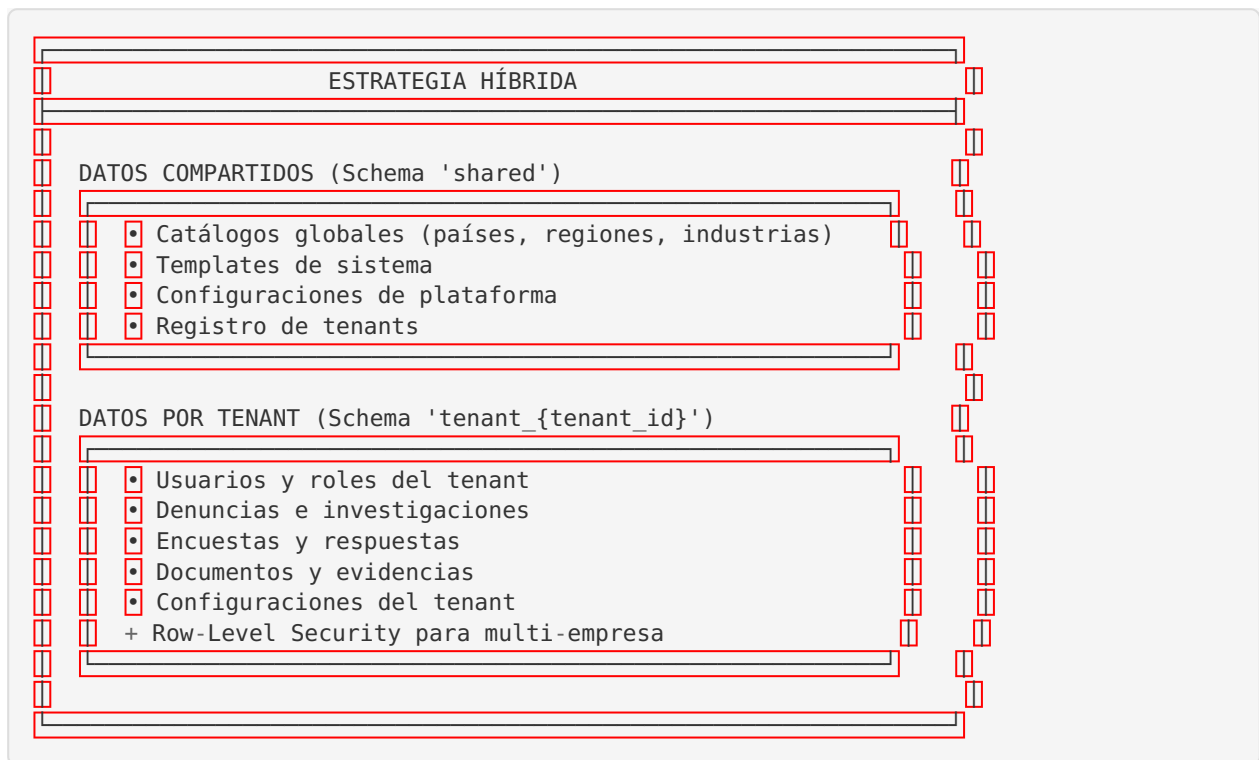 ESTRATEGIA HÍBRIDA
DATOS COMPARTIDOS (Schema 'shared')
• Catálogos globales (países, regiones, industrias)
• Templates de sistema
• Configuraciones de plataforma
• Registro de tenants
DATOS POR TENANT (Schema 'tenant_{tenant_id}')
• Usuarios y roles del tenant
• Denuncias e investigaciones
• Encuestas y respuestas
• Documentos y evidencias
• Configuraciones del tenant
+ Row-Level Security para multi-empresa